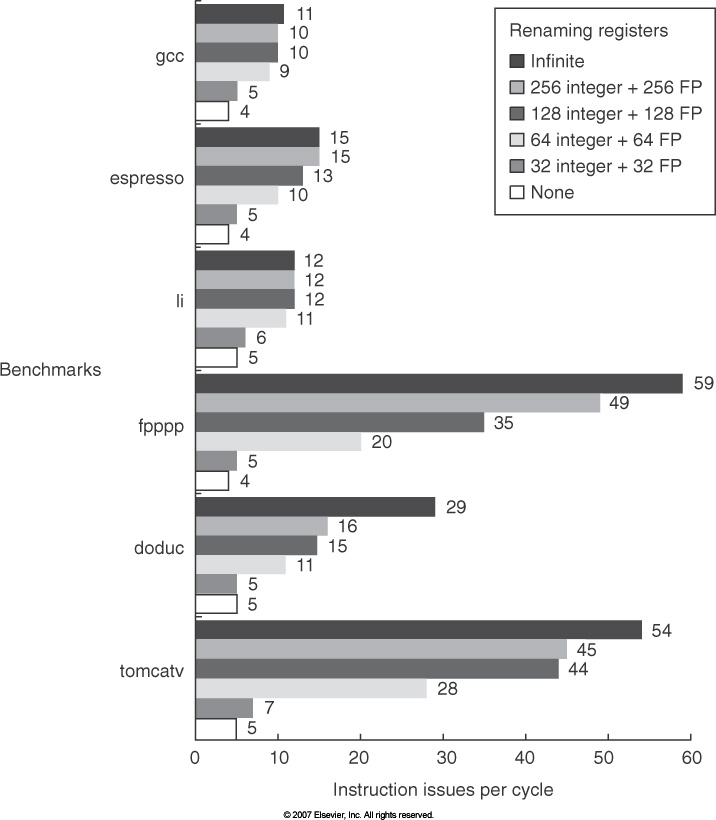 Renaming registers
Infinite
256 integer + 256 FP
128 integer + 128 FP
64 integer + 64 FP
32 integer + 32 FP
None
Benchmarks
gcc
11
10
10
9
5
4
espresso
15
15
13
10
5
4
li
12
12
12
11
6
5
fpppp
59
49
35
20
5
4
doduc
29
16
15
11
5
5
tomcatv
54
45
44
28
7
5
0 10 20 30 40 50 60
Instruction issues per cycle
© 2007 Elsevier, Inc. All rights reserved.